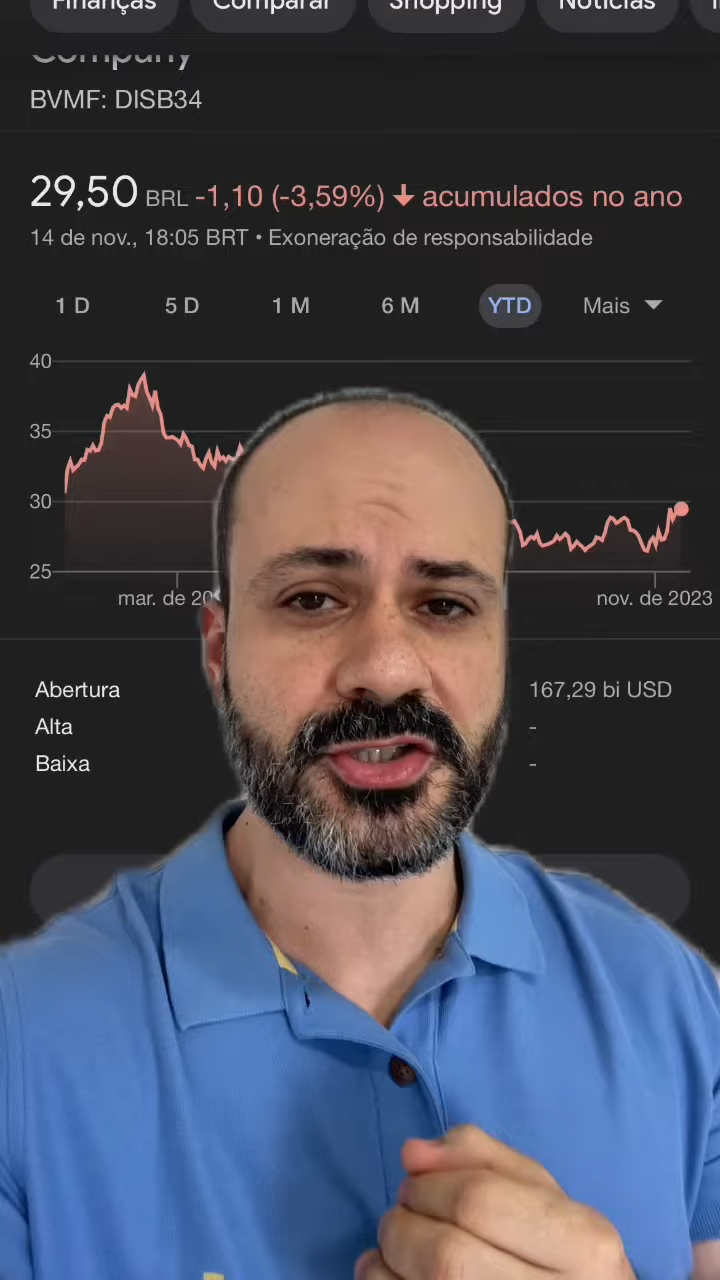 Finanças Comparar Shopping Notícias
Company
BVMF: DISB34
29,50 BRL -1,10 (-3,59%) acumulados no ano
14 de nov., 18:05 BRT • Exoneração de responsabilidade
1 D 5 D 1 M 6 M YTD Mais
40
35
30
25
mar. de 20
nov. de 2023
Abertura 167,29 bi USD
Alta -
Baixa -